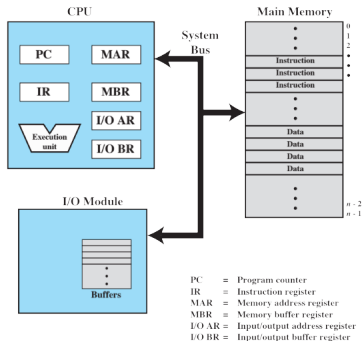 CPU
Main Memory
System
Bus
PC
MAR
IR
MBR
I/O AR
Execution
unit
I/O BR
0
1
2
Instruction
Instruction
Instruction
Data
Data
Data
Data
n - 2
n - 1
I/O Module
Buffers
PC = Program counter
IR = Instruction register
MAR = Memory address register
MBR = Memory buffer register
I/O AR = Input/output address register
I/O BR = Input/output buffer register